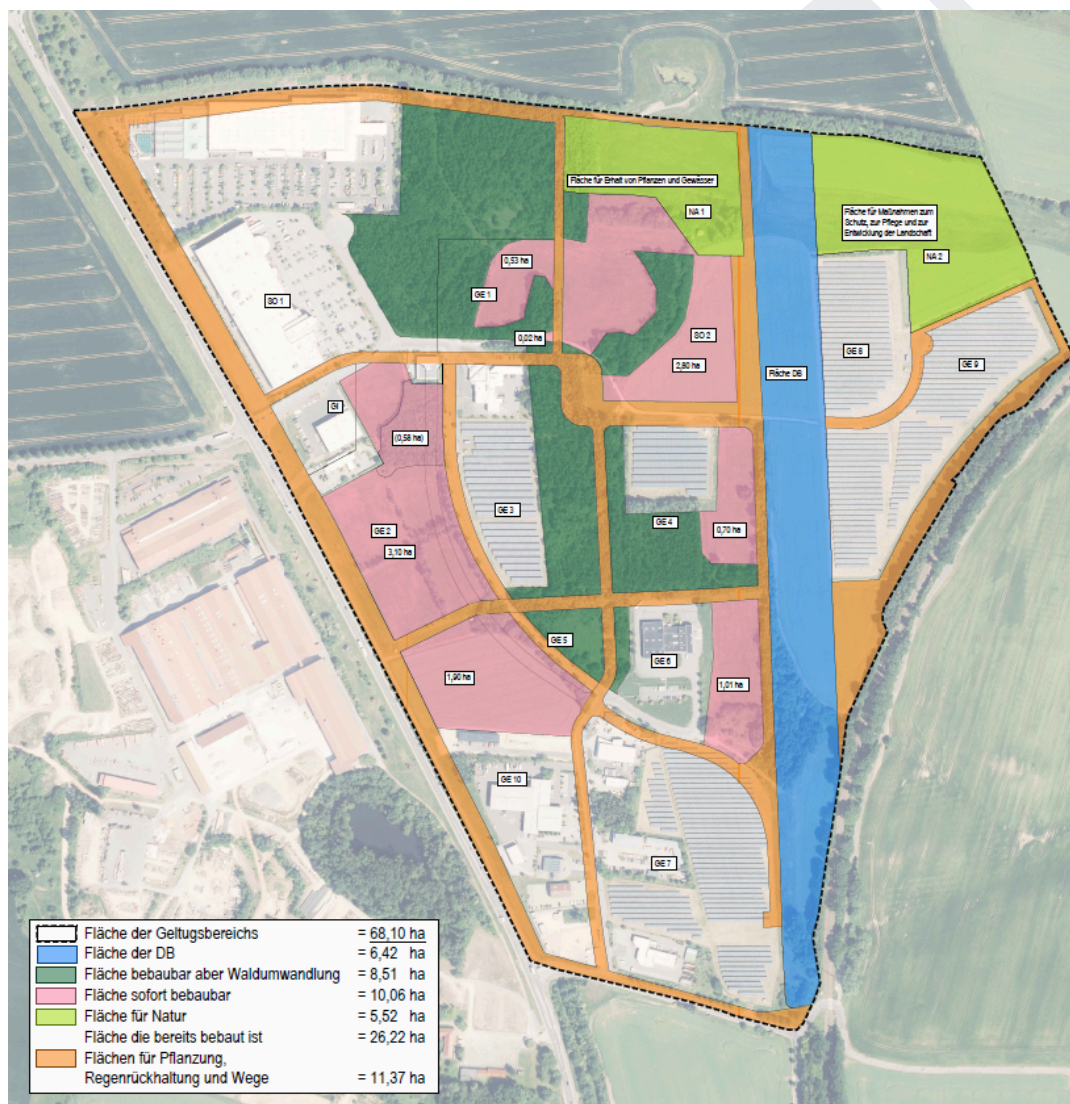 Fläche für Erhalt von Pflanzen und Gewässer
NA 1
Fläche für Maßnahmen zum
Schutz, zur Pflege und zur
Entwicklung der Landschaft
NA 2
0,53 ha
GE 1
SO 1
0,02 ha
SO 2
2,80 ha
Fläche DB
GE 8
GE 9
GI
(0,58 ha)
GE 2
3,10 ha
GE 3
GE 4
0,70 ha
GE 5
GE 6
1,90 ha
1,01 ha
GE 10
GE 7
Fläche der Geltugsbereichs = 68,10 ha
Fläche der DB = 6,42 ha
Fläche bebaubar aber Waldumwandlung = 8,51 ha
Fläche sofort bebaubar = 10,06 ha
Fläche für Natur = 5,52 ha
Fläche die bereits bebaut ist = 26,22 ha
Flächen für Pflanzung,
Regenrückhaltung und Wege = 11,37 ha